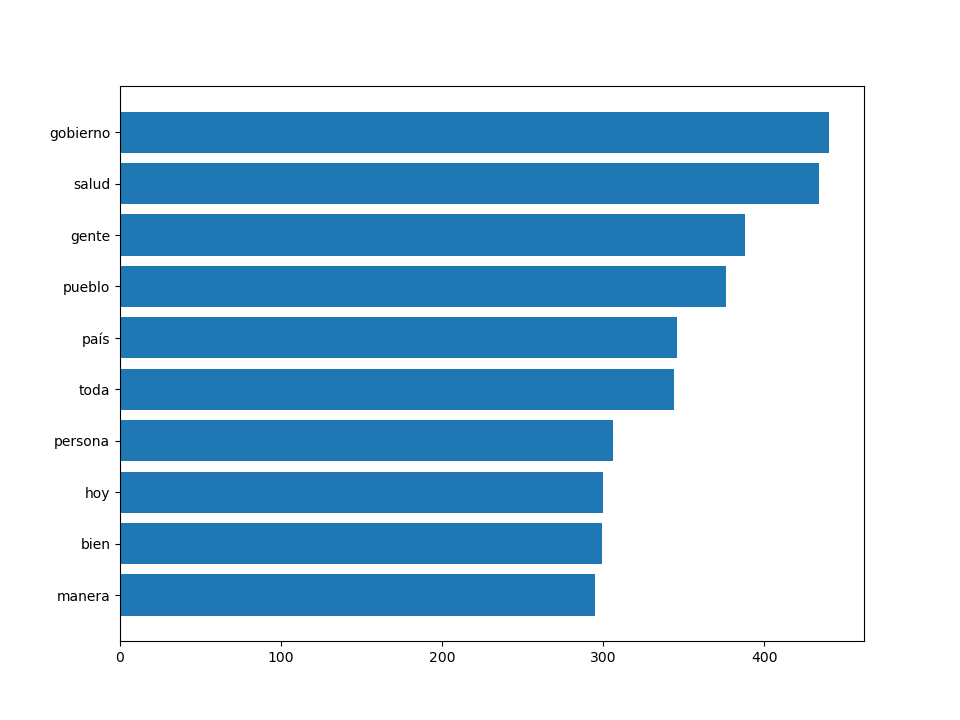 gobierno
salud
gente
pueblo
país
toda
persona
hoy
bien
manera
0 100 200 300 400